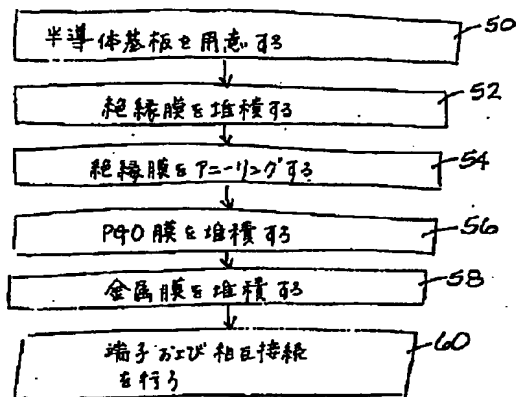 半導体基板を用意する 50
絶縁膜を堆積する 52
絶縁膜をアニーリングする 54
PGO膜を堆積する 56
金属膜を堆積する 58
端子および相互接続 60
を行う